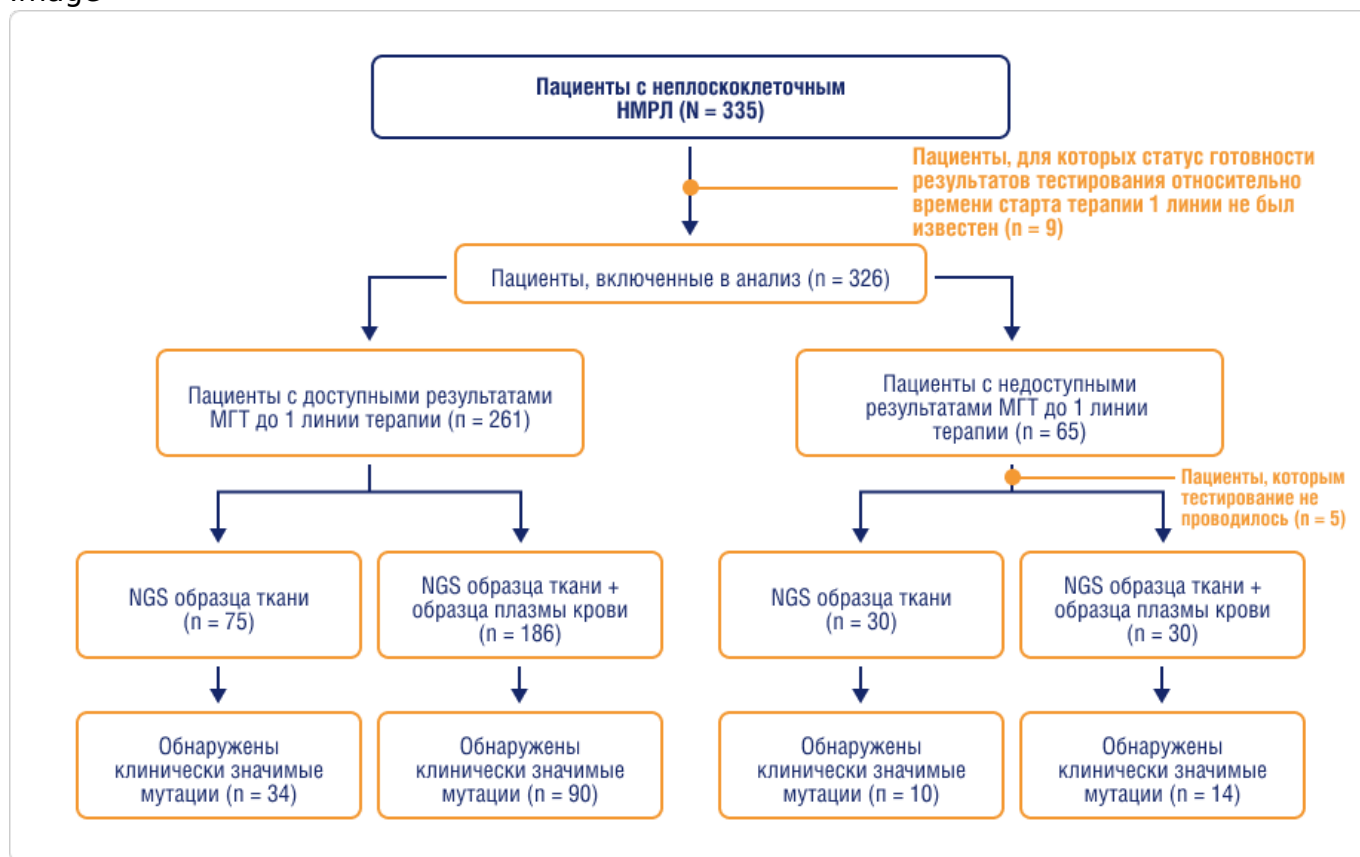 image
Пациенты с неплоскоклеточным
НМРЛ (N = 335)
Пациенты, для которых статус готовности
результатов тестирования относительно
времени старта терапии 1 линии не был
известен (n = 9)
Пациенты, включенные в анализ (n = 326)
Пациенты с доступными результатами
МГТ до 1 линии терапии (n = 261)
Пациенты с недоступными
результатами МГТ до 1 линии
терапии (n = 65)
Пациенты, которым
тестирование не
проводилось (n = 5)
NGS образца ткани
(n = 75)
NGS образца ткани +
образца плазмы крови
(n = 186)
NGS образца ткани
(n = 30)
NGS образца ткани +
образца плазмы крови
(n = 30)
Обнаружены
клинически значимые
мутации (n = 34)
Обнаружены
клинически значимые
мутации (n = 90)
Обнаружены
клинически значимые
мутации (n = 10)
Обнаружены
клинически значимые
мутации (n = 14)